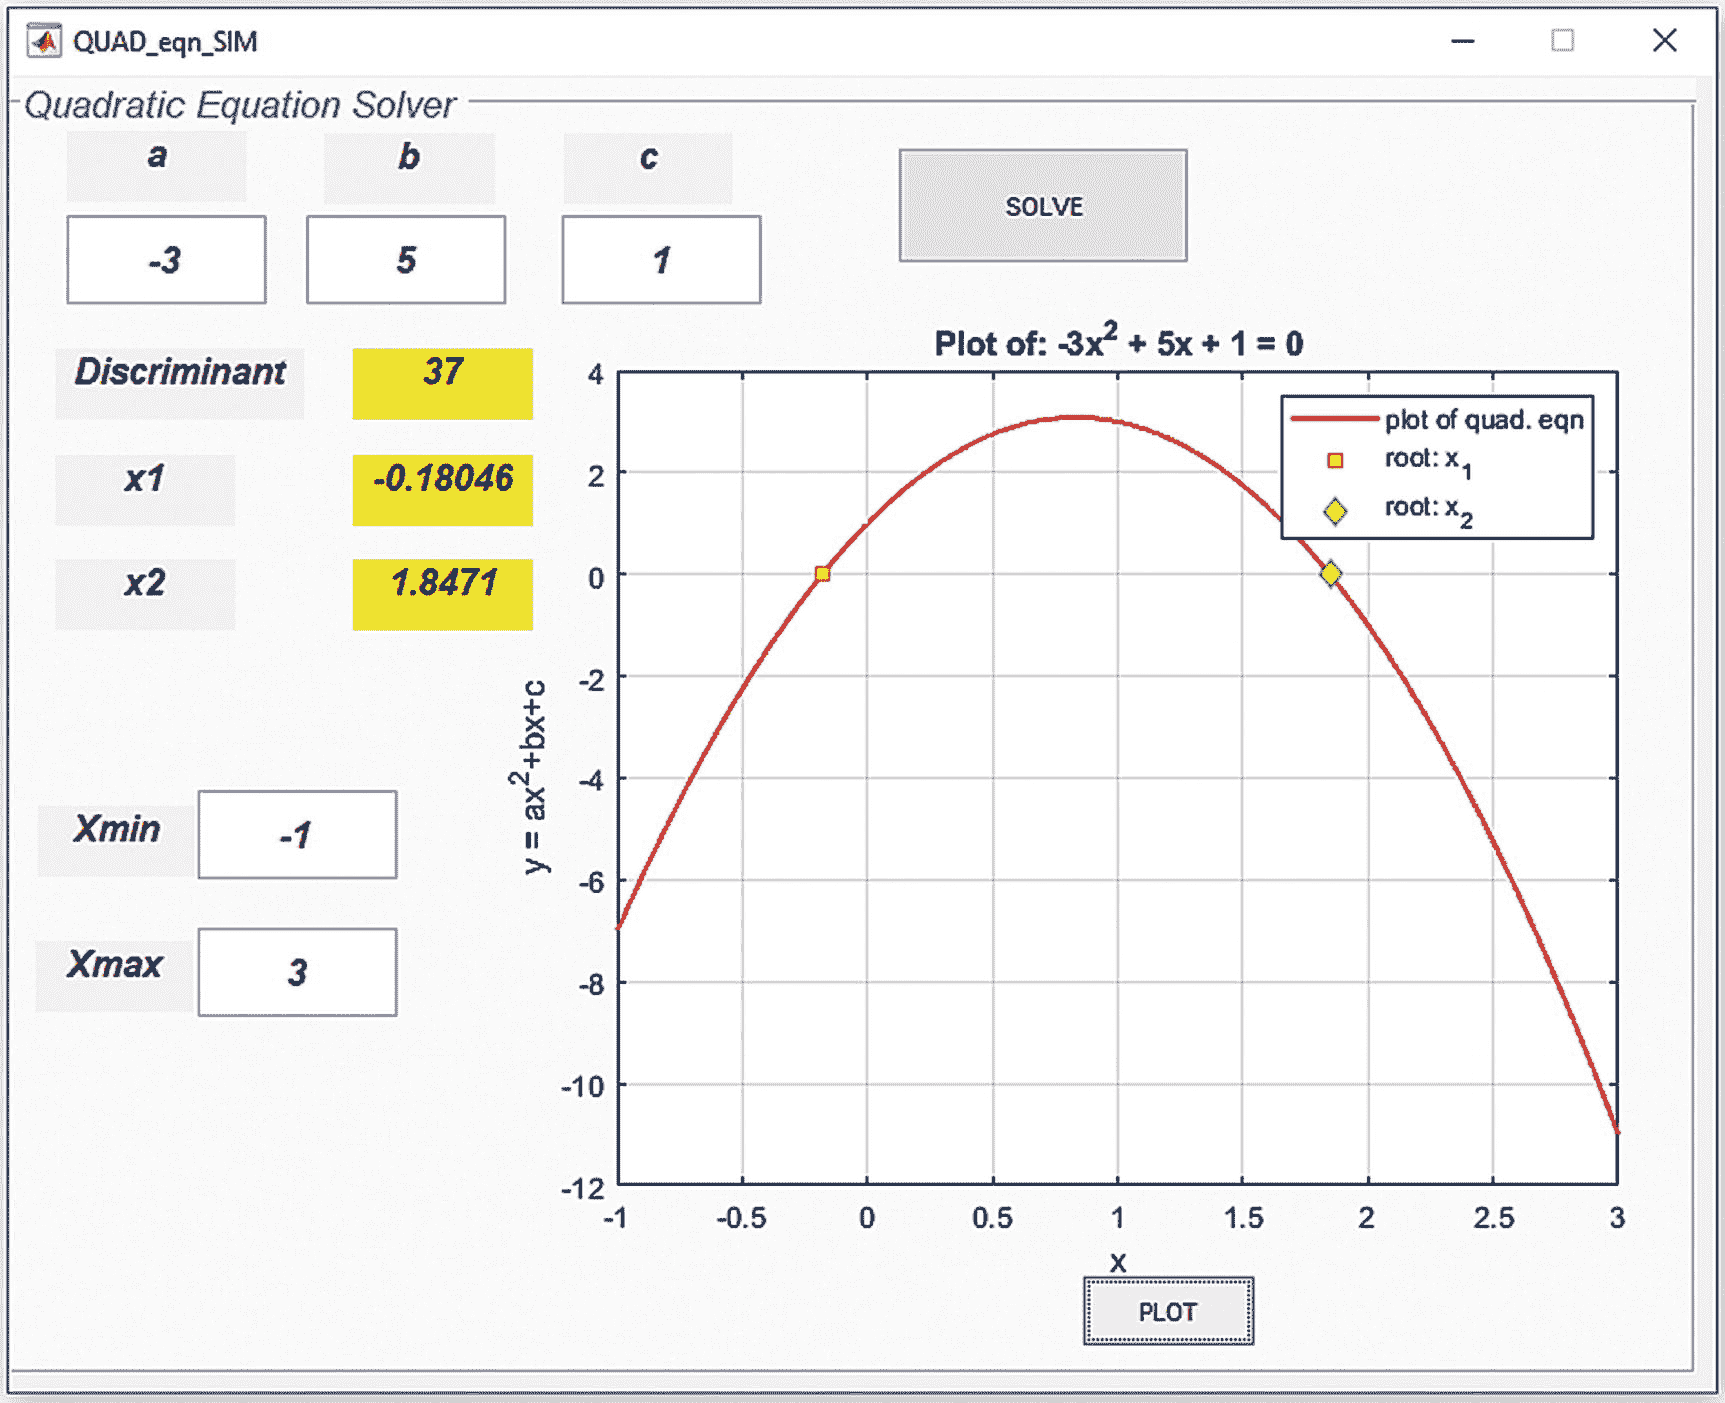 QUAD_eqn_SIM
Quadratic Equation Solver
a b c
-3 5 1
SOLVE
Discriminant 37
x1 -0.18046
x2 1.8471
Xmin -1
Xmax 3
Plot of: -3x² + 5x + 1 = 0
plot of quad. eqn
root: x₁
root: x₂
4
2
0
-2
-4
-6
-8
-10
-12
y = ax²+bx+c
-1 -0.5 0 0.5 1 1.5 2 2.5 3
x
PLOT